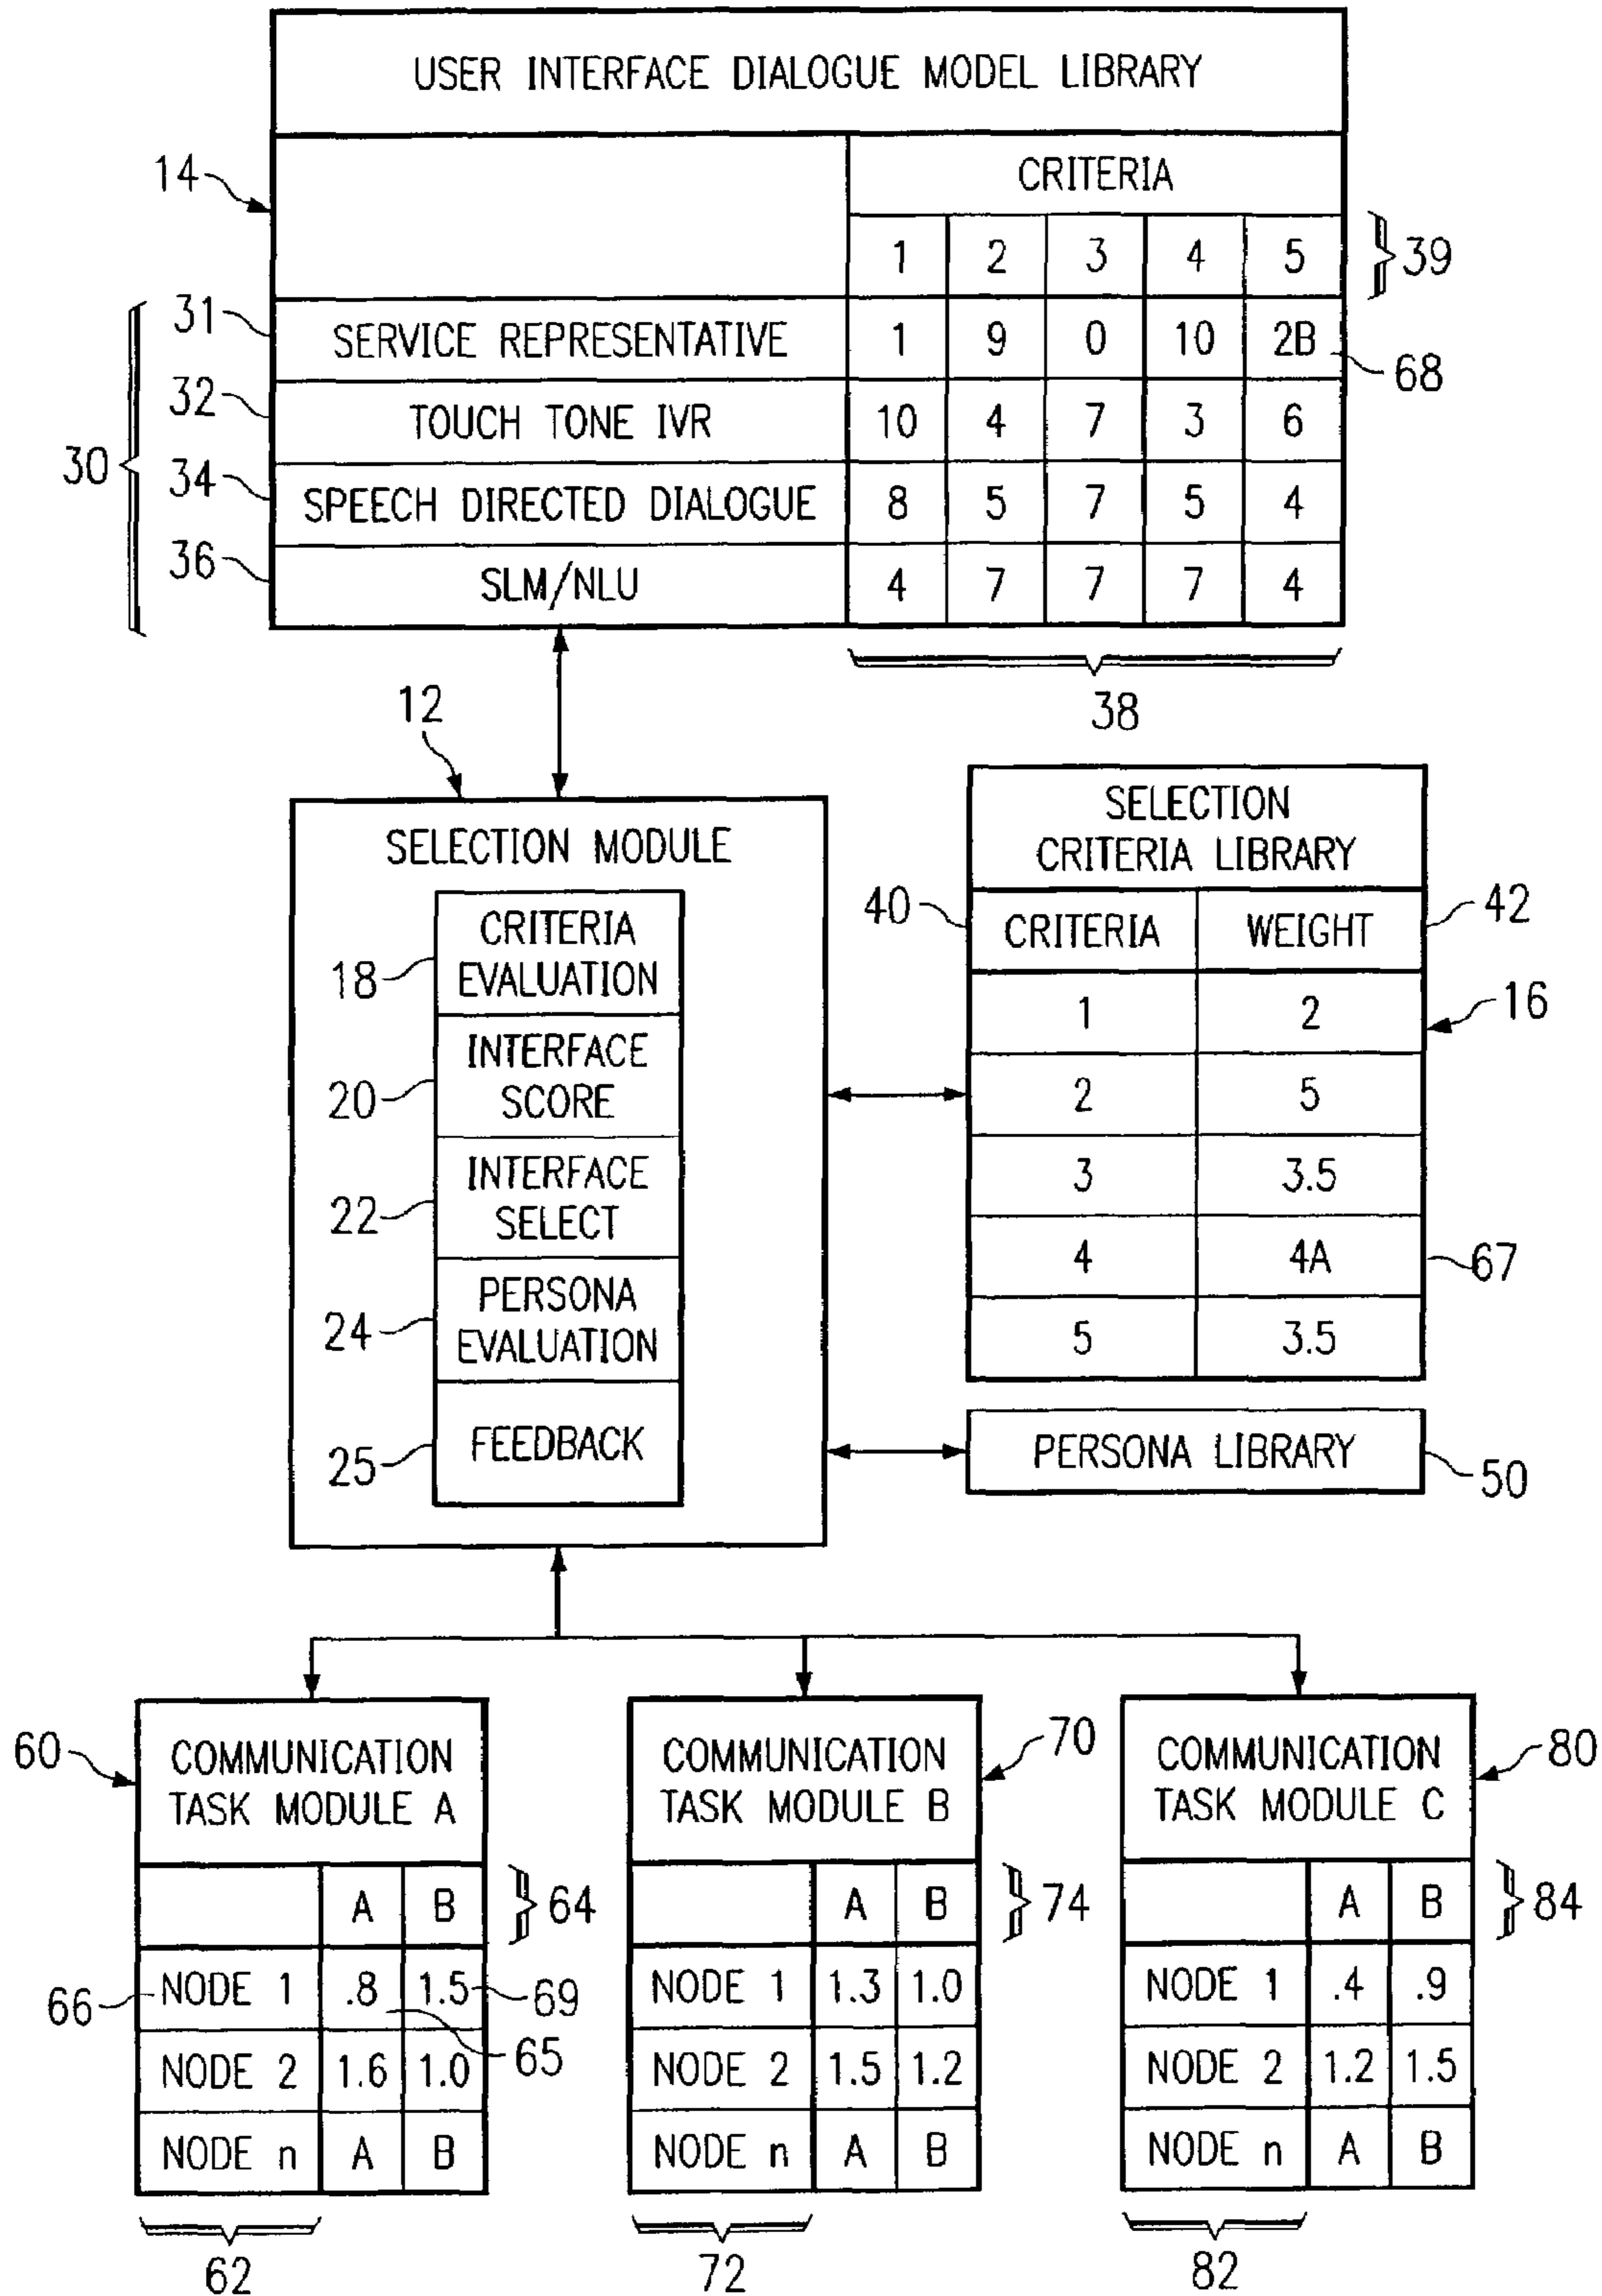 USER INTERFACE DIALOGUE MODEL LIBRARY
14
CRITERIA
1 2 3 4 5
39
30
31
SERVICE REPRESENTATIVE 1 9 0 10 2B
68
32
TOUCH TONE IVR 10 4 7 3 6
34
SPEECH DIRECTED DIALOGUE 8 5 7 5 4
36
SLM/NLU 4 7 7 7 4
38
12
SELECTION MODULE
18
CRITERIA
EVALUATION
20
INTERFACE
SCORE
22
INTERFACE
SELECT
24
PERSONA
EVALUATION
25
FEEDBACK
SELECTION
CRITERIA LIBRARY
40
CRITERIA WEIGHT
42
1 2
16
2 5
3 3.5
4 4A
67
5 3.5
PERSONA LIBRARY
50
60
COMMUNICATION
TASK MODULE A
A B
64
66
NODE 1 .8 1.5
69
65
NODE 2 1.6 1.0
NODE n A B
62
COMMUNICATION
TASK MODULE B
70
A B
74
NODE 1 1.3 1.0
NODE 2 1.5 1.2
NODE n A B
72
COMMUNICATION
TASK MODULE C
80
A B
84
NODE 1 .4 .9
NODE 2 1.2 1.5
NODE n A B
82